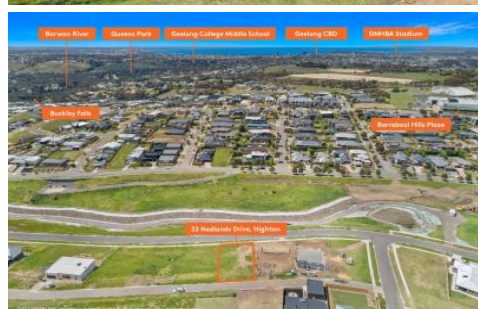 Barwon River
Queens Park
Geelong College Middle School
Geelong CBD
GMHBA Stadium
Buckley Falls
Barrabool Hills Plaza
33 Nedlands Drive, Highton